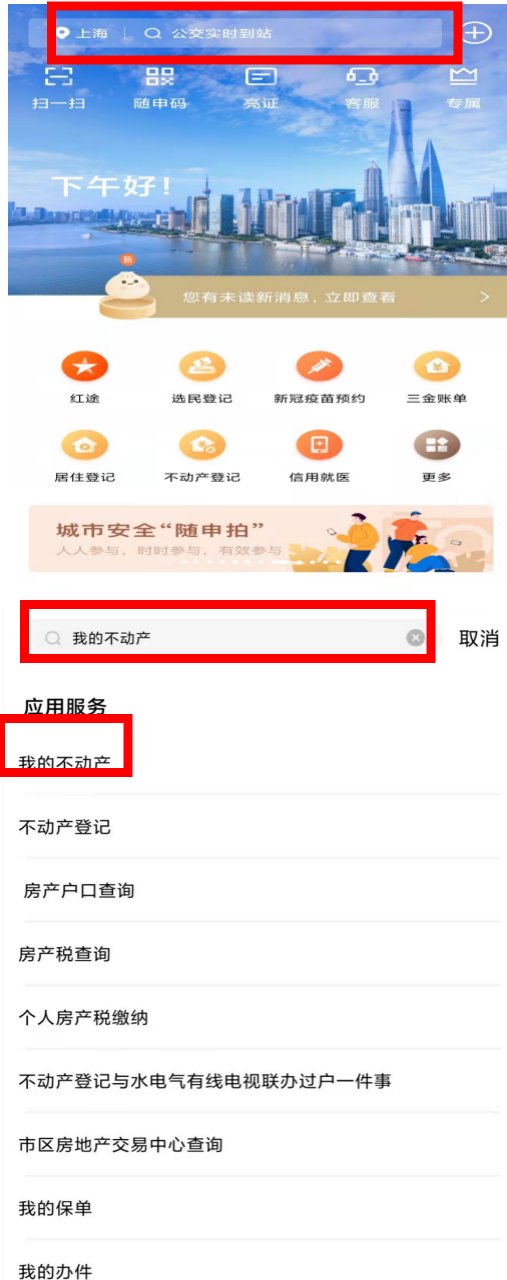 上海 公交实时到站
扫一扫 随申码 亮证 客服 专属
下午好!
新
您有未读新消息,立即查看
红途 选民登记 新冠疫苗预约 三金账单
居住登记 不动产登记 信用就医 更多
城市安全“随申拍”
人人参与,时时参与,有效参与
我的不动产 取消
应用服务
我的不动产
不动产登记
房产户口查询
房产税查询
个人房产税缴纳
不动产登记与水电气有线电视联办过户一件事
市区房地产交易中心查询
我的保单
我的办件